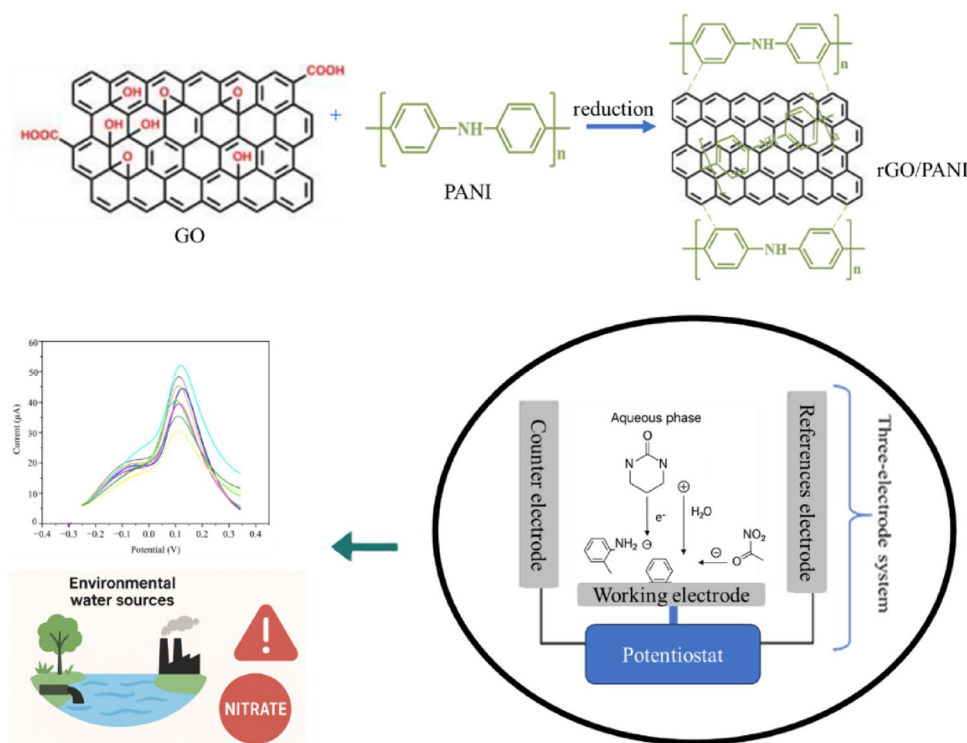 COOH
OH
O
O
HOOC
OH
OH
O
OH
GO
+
NH
n
PANI
reduction
NH
n
NH
rGO/PANI
NH
n
60
50
40
30
20
10
0
Current (μA)
−0.4
−0.3
−0.2
−0.1
0.0
0.1
0.2
0.3
0.4
Potential (V)
Environmental
water sources
NITRATE
Counter electrode
Aqueous phase
O
N
N
⊕
e-
H₂O
NH₂
⊖
⊖
NO₂
O
Working electrode
References electrode
Three-electrode system
Potentiostat